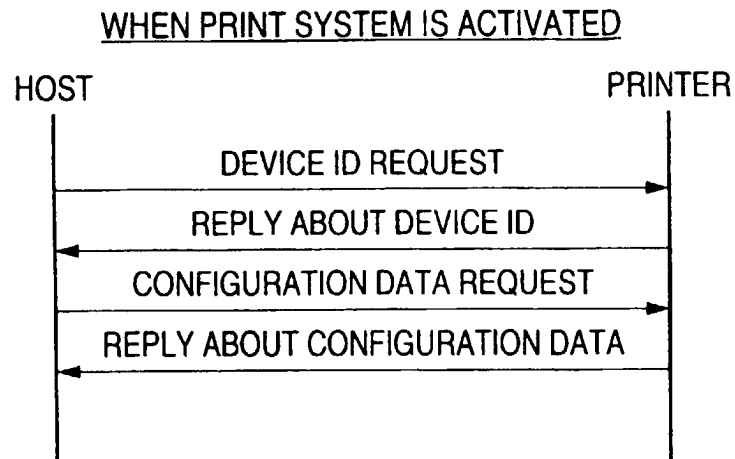 WHEN PRINT SYSTEM IS ACTIVATED
HOST
PRINTER
DEVICE ID REQUEST
REPLY ABOUT DEVICE ID
CONFIGURATION DATA REQUEST
REPLY ABOUT CONFIGURATION DATA